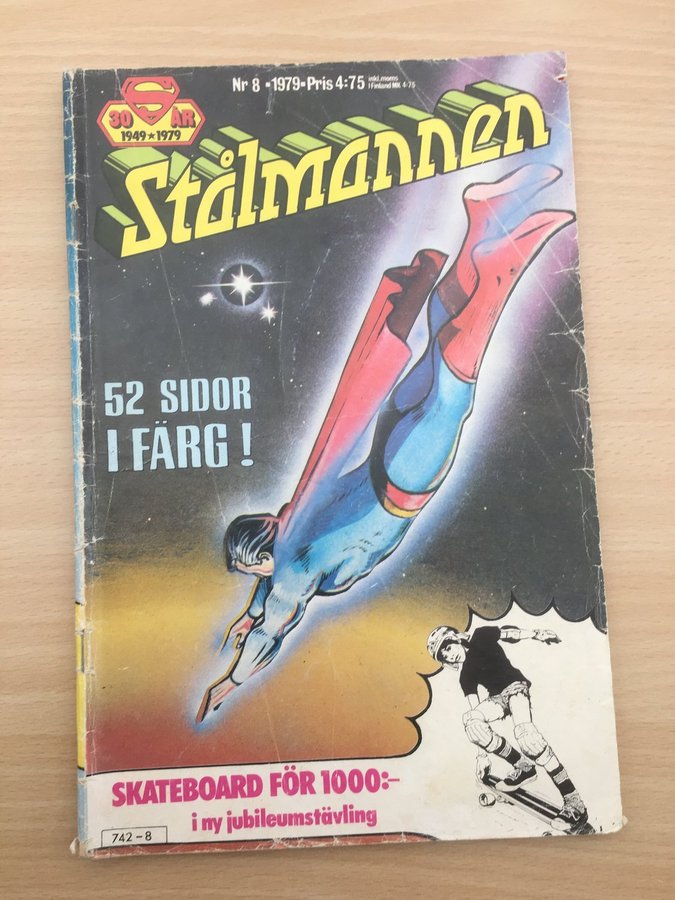 Nr 8 • 1979 • Pris 4:75 inkl. moms
I Finland MK 4:75
S
30 ÅR
1949★1979
Stålmannen
52 SIDOR
I FÄRG!
SKATEBOARD FÖR 1000:-
i ny jubileumstävling
742-8